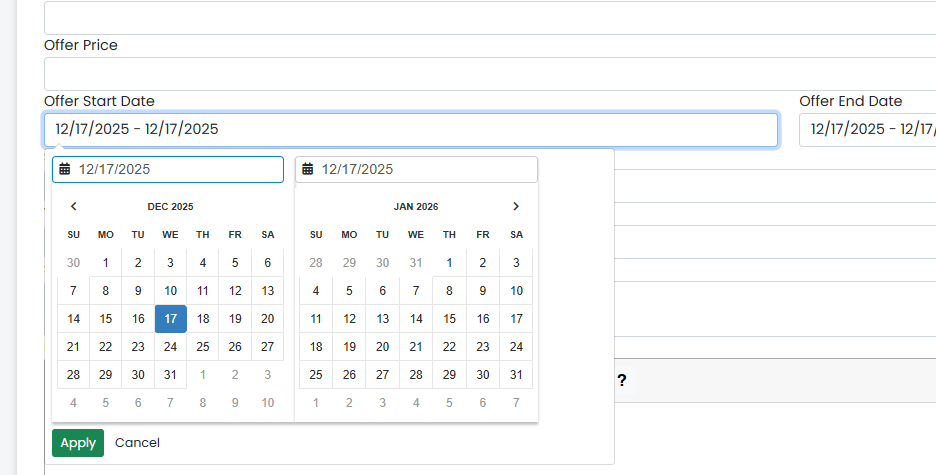 Offer Price
Offer Start Date
Offer End Date
12/17/2025 - 12/17/2025
12/17/2025 - 12/17/
12/17/2025
12/17/2025
DEC 2025
JAN 2026
SU MO TU WE TH FR SA
SU MO TU WE TH FR SA
30 1 2 3 4 5 6
28 29 30 31 1 2 3
7 8 9 10 11 12 13
4 5 6 7 8 9 10
14 15 16 17 18 19 20
11 12 13 14 15 16 17
21 22 23 24 25 26 27
18 19 20 21 22 23 24
28 29 30 31 1 2 3
25 26 27 28 29 30 31
4 5 6 7 8 9 10
1 2 3 4 5 6 7
?
Apply Cancel